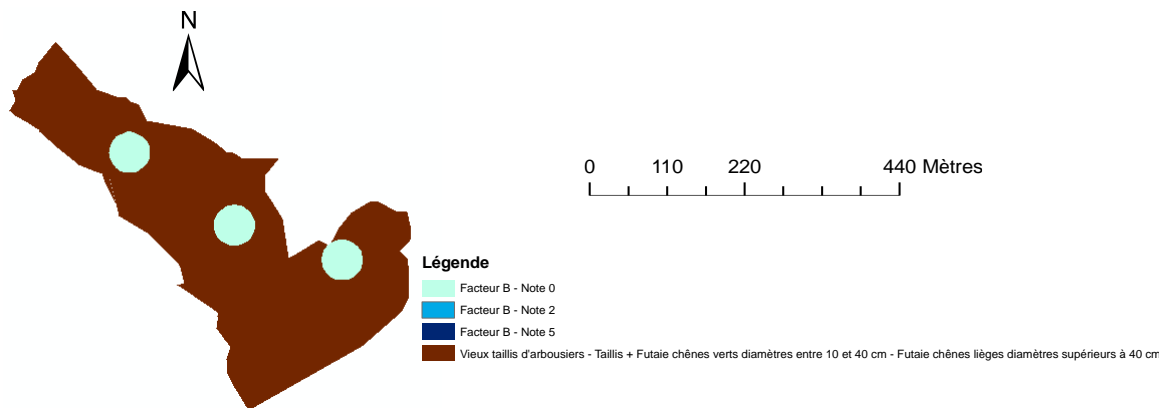 N
0 110 220 440 Mètres
Légende
Facteur B - Note 0
Facteur B - Note 2
Facteur B - Note 5
Vieux taillis d'arbousiers - Taillis + Futaie chênes verts diamètres entre 10 et 40 cm - Futaie chênes lièges diamètres supérieurs à 40 cm